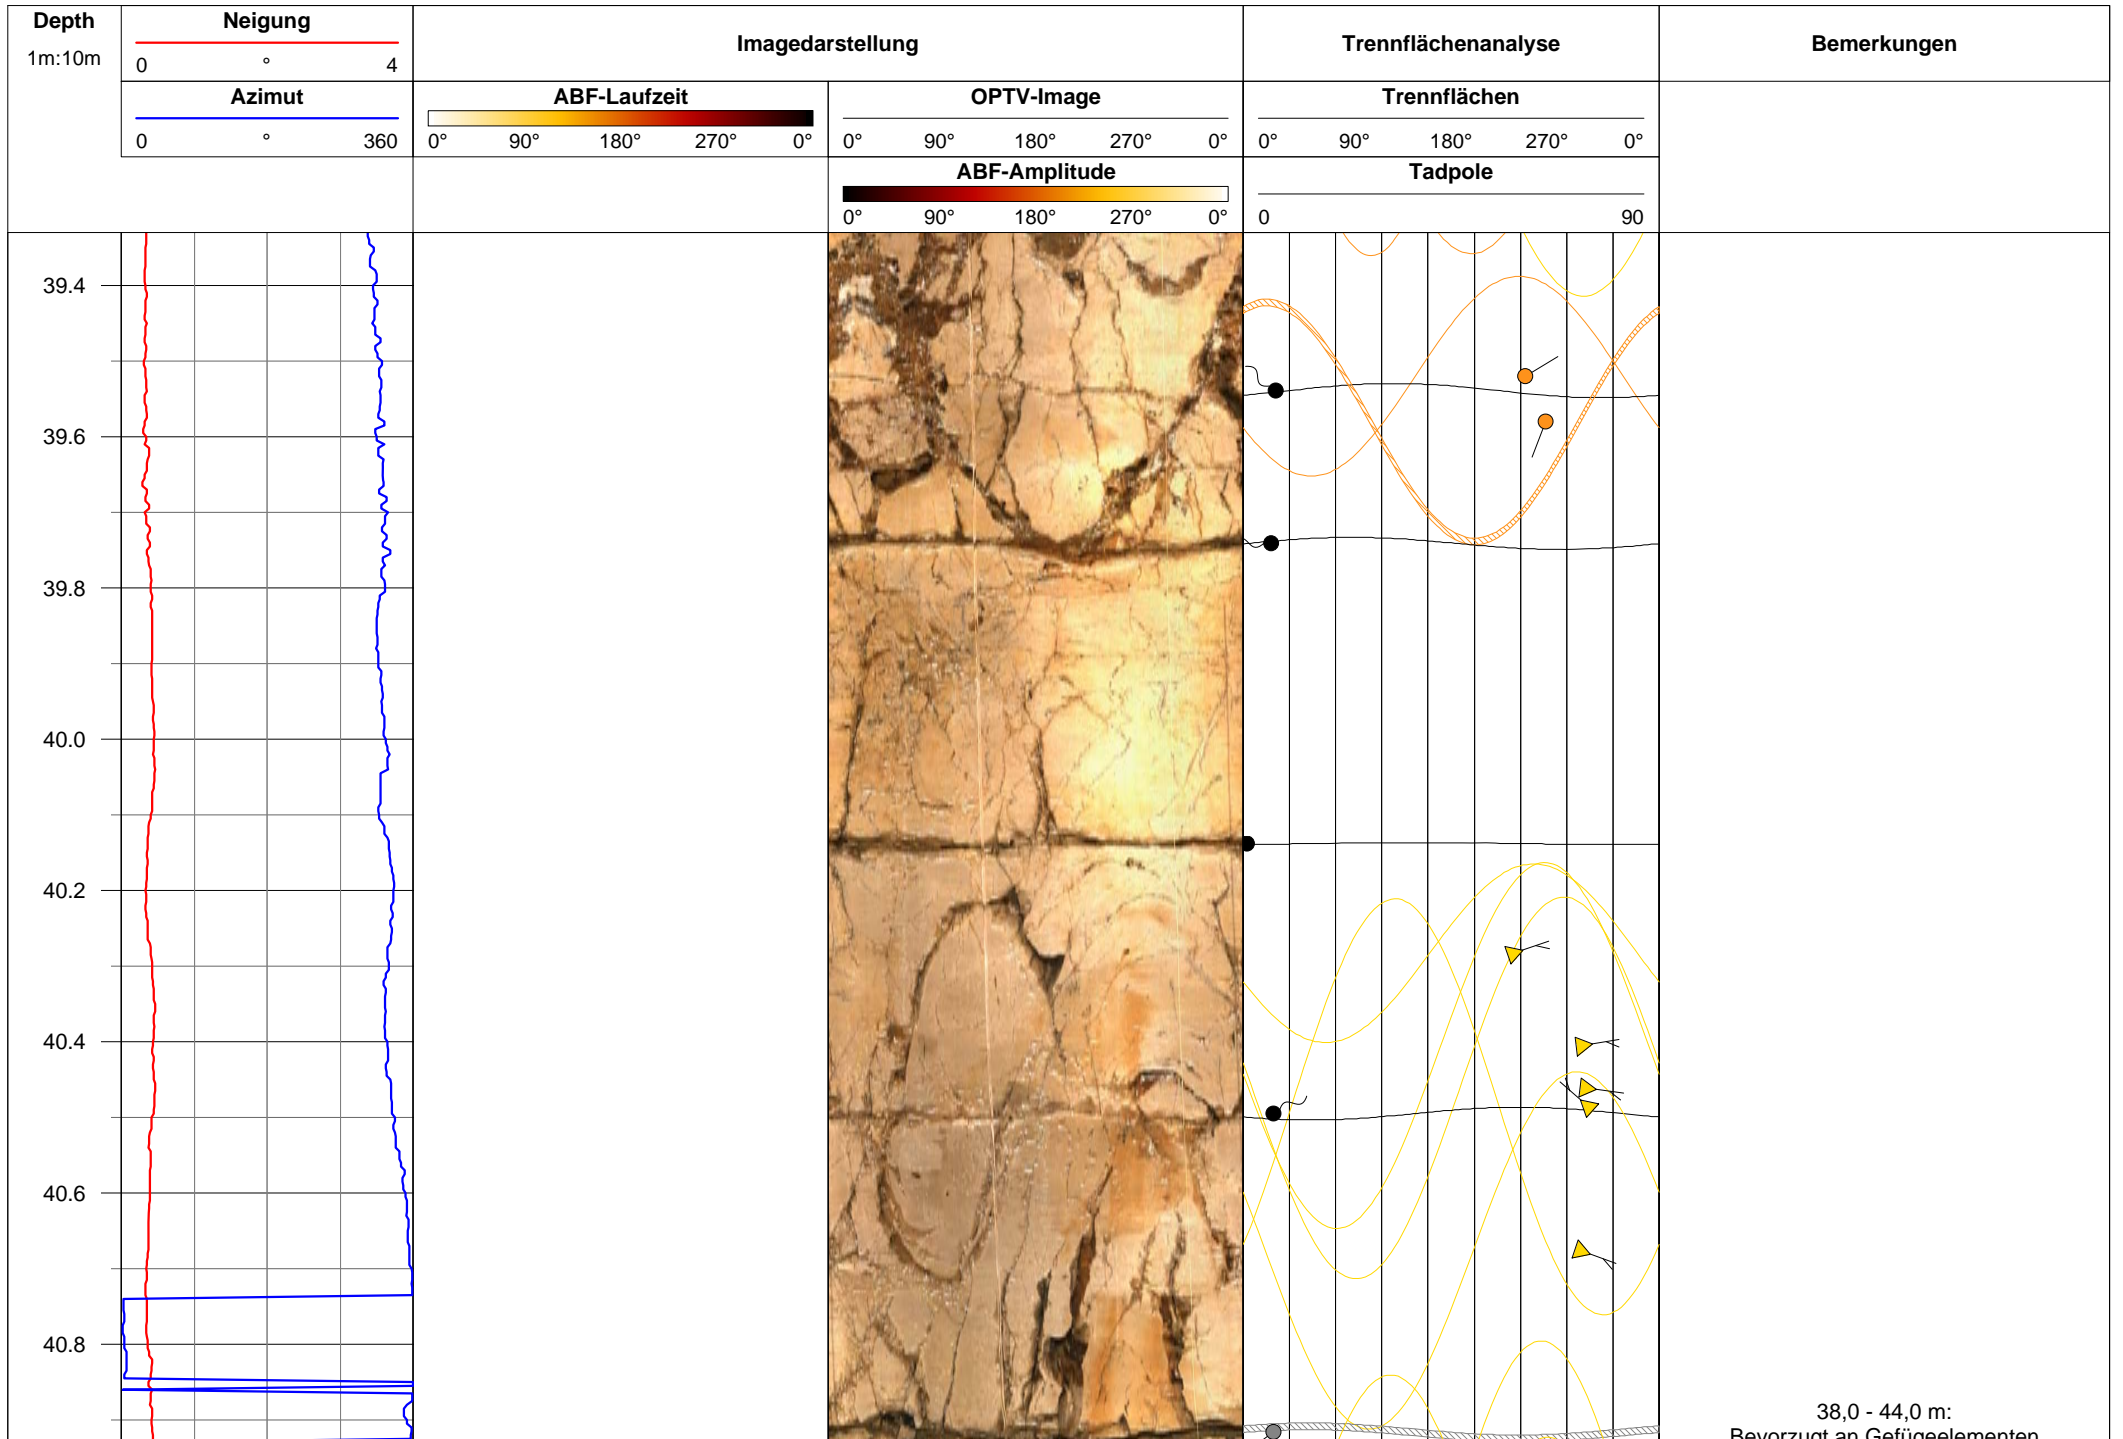 Depth
1m:10m
Neigung
0 ° 4
Azimut
0 ° 360
Imagedarstellung
ABF-Laufzeit
0° 90° 180° 270° 0°
OPTV-Image
0° 90° 180° 270° 0°
ABF-Amplitude
0° 90° 180° 270° 0°
Trennflächenanalyse
Trennflächen
0° 90° 180° 270° 0°
Tadpole
0 90
Bemerkungen
39.4
39.6
39.8
40.0
40.2
40.4
40.6
40.8
38,0 - 44,0 m:
Bevorzugt an Gefügeelementen